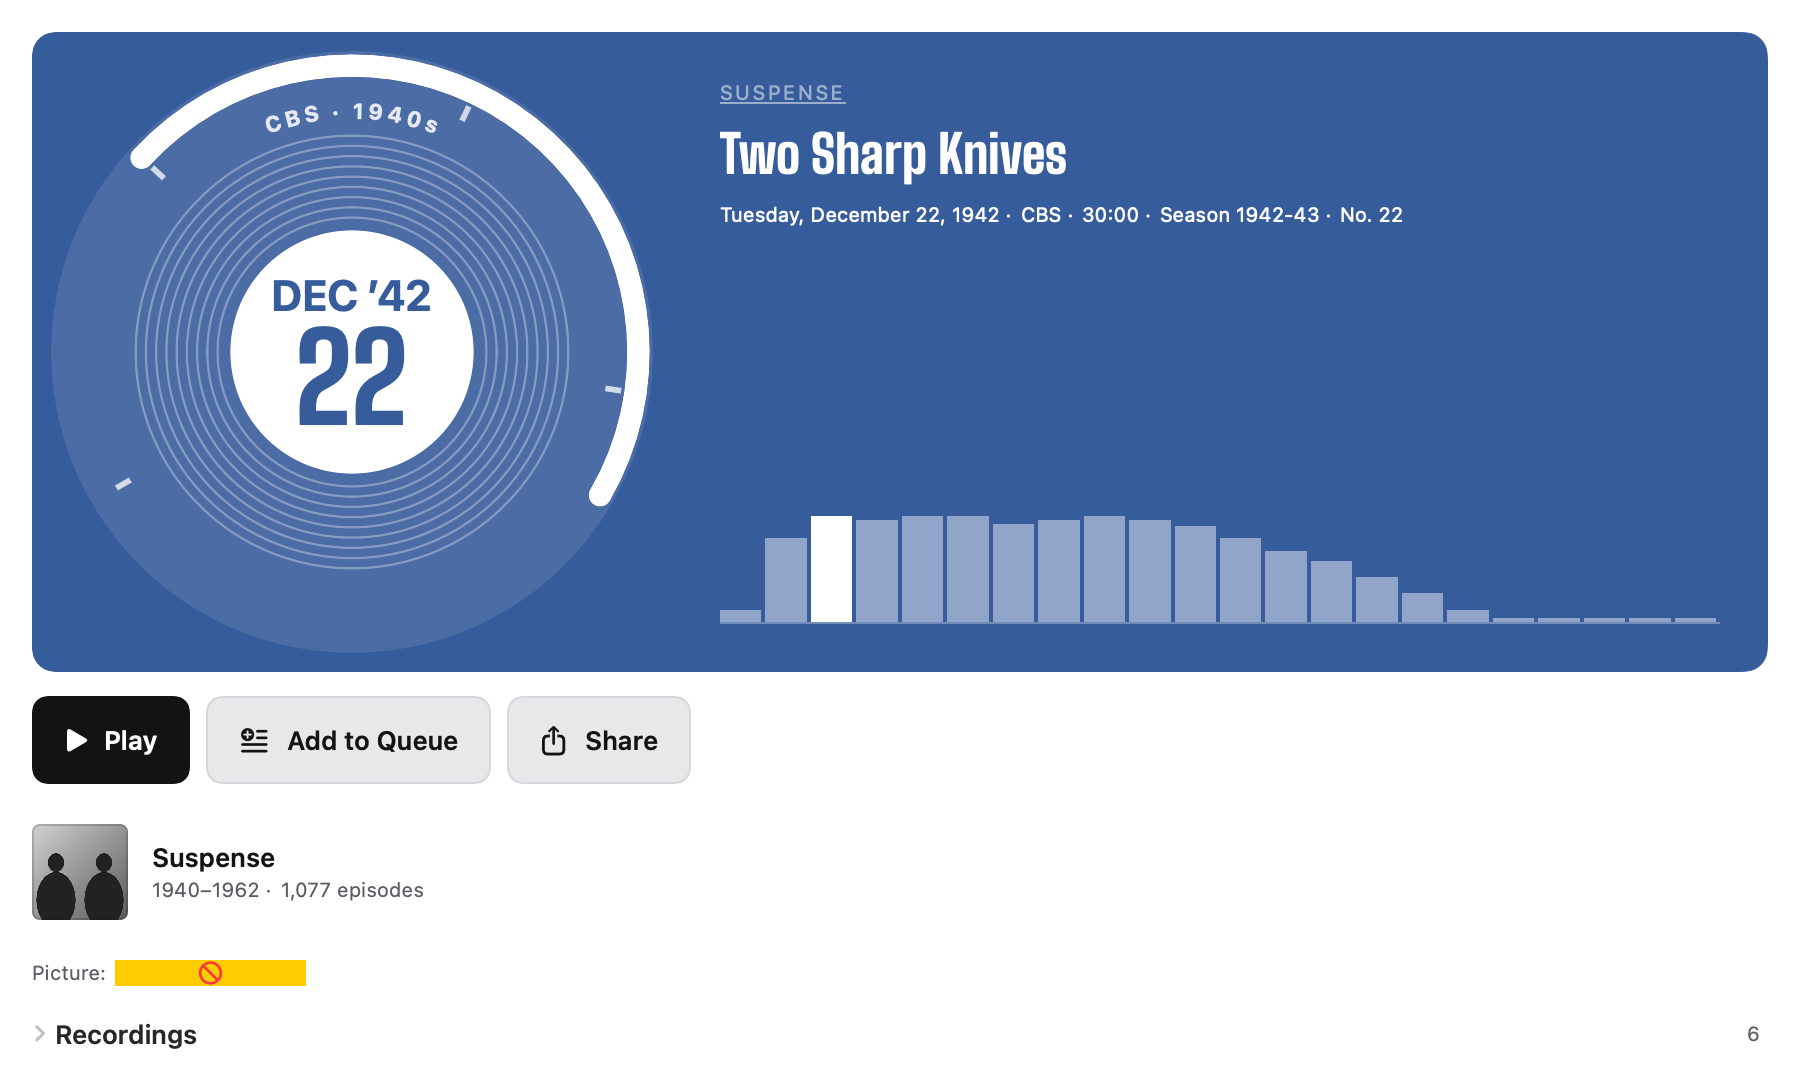 CBS · 1940s
DEC ’42
22
SUSPENSE
Two Sharp Knives
Tuesday, December 22, 1942 · CBS · 30:00 · Season 1942-43 · No. 22
Play
Add to Queue
Share
Suspense
1940–1962 · 1,077 episodes
Picture:
Recordings
6